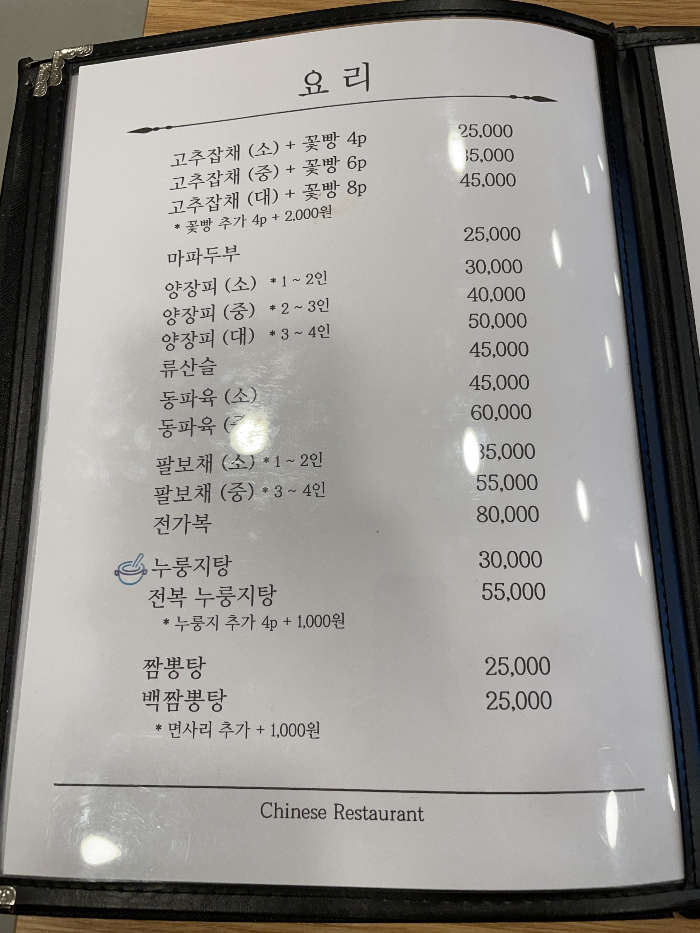 요 리
고추잡채 (소) + 꽃빵 4p 25,000
고추잡채 (중) + 꽃빵 6p 35,000
고추잡채 (대) + 꽃빵 8p 45,000
* 꽃빵 추가 4p + 2,000원
마파두부 25,000
양장피 (소) * 1 ~ 2인 30,000
양장피 (중) * 2 ~ 3인 40,000
양장피 (대) * 3 ~ 4인 50,000
류산슬 45,000
동파육 (소) 45,000
동파육 60,000
팔보채 (소) * 1 ~ 2인 35,000
팔보채 (중) * 3 ~ 4인 55,000
전가복 80,000
누룽지탕 30,000
전복 누룽지탕 55,000
* 누룽지 추가 4p + 1,000원
짬뽕탕 25,000
백짬뽕탕 25,000
* 면사리 추가 + 1,000원
Chinese Restaurant